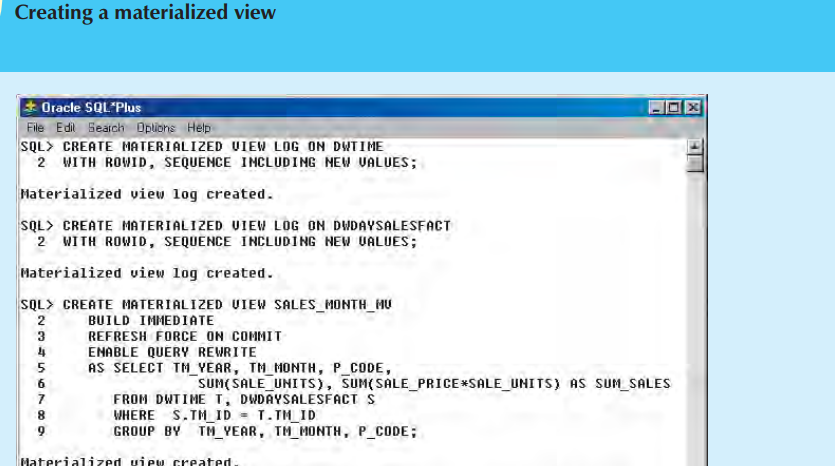 Creating a materialized view
Oracle SQL*Plus
File Edit Search Options Help
SQL> CREATE MATERIALIZED VIEW LOG ON DWTIME
2 WITH ROWID, SEQUENCE INCLUDING NEW VALUES;
Materialized view log created.
SQL> CREATE MATERIALIZED VIEW LOG ON DWDAYSALESFACT
2 WITH ROWID, SEQUENCE INCLUDING NEW VALUES;
Materialized view log created.
SQL> CREATE MATERIALIZED VIEW SALES_MONTH_MV
2 BUILD IMMEDIATE
3 REFRESH FORCE ON COMMIT
4 ENABLE QUERY REWRITE
5 AS SELECT TM_YEAR, TM_MONTH, P_CODE,
6 SUM(SALE_UNITS), SUM(SALE_PRICE*SALE_UNITS) AS SUM_SALES
7 FROM DWTIME T, DWDAYSALESFACT S
8 WHERE S.TM_ID = T.TM_ID
9 GROUP BY TM_YEAR, TM_MONTH, P_CODE;
Materialized view created.